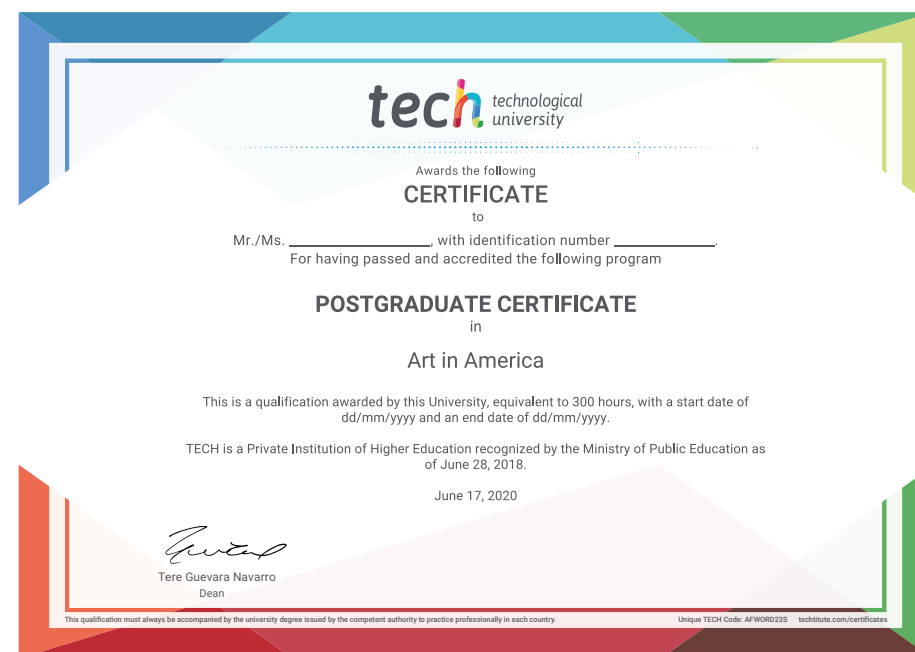 tech technological
university
Awards the following
CERTIFICATE
to
Mr./Ms. ____________________, with identification number ______________.
For having passed and accredited the following program
POSTGRADUATE CERTIFICATE
in
Art in America
This is a qualification awarded by this University, equivalent to 300 hours, with a start date of
dd/mm/yyyy and an end date of dd/mm/yyyy.
TECH is a Private Institution of Higher Education recognized by the Ministry of Public Education as
of June 28, 2018.
June 17, 2020
Tere Guevara Navarro
Dean
This qualification must always be accompanied by the university degree issued by the competent authority to practice professionally in each country.
Unique TECH Code: AFWORD23S techtitute.com/certificates